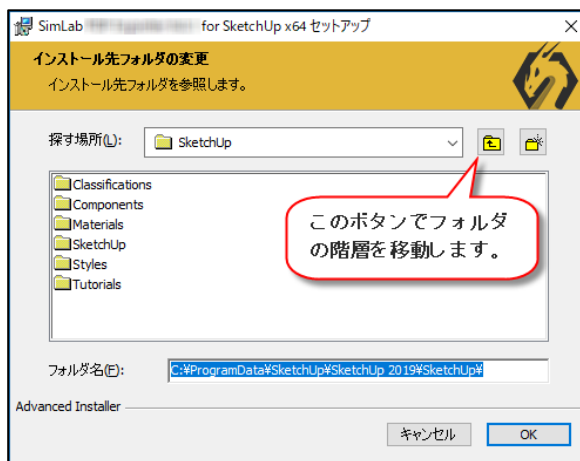 SimLab for SketchUp x64 セットアップ
インストール先フォルダの変更
インストール先フォルダを参照します。
探す場所(L): SketchUp
Classifications
Components
Materials
SketchUp
Styles
Tutorials
このボタンでフォルダ
の階層を移動します。
フォルダ名(F): C:¥ProgramData¥SketchUp¥SketchUp 2019¥SketchUp¥
Advanced Installer
キャンセル OK